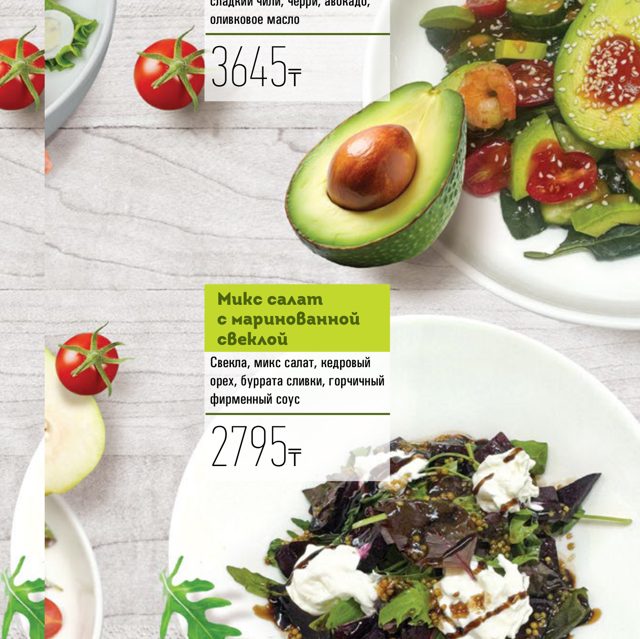 сладкий чили, черри, авокадо,
оливковое масло
3645₸
Микс салат
с маринованной
свеклой
Свекла, микс салат, кедровый
орех, буррата сливки, горчичный
фирменный соус
2795₸